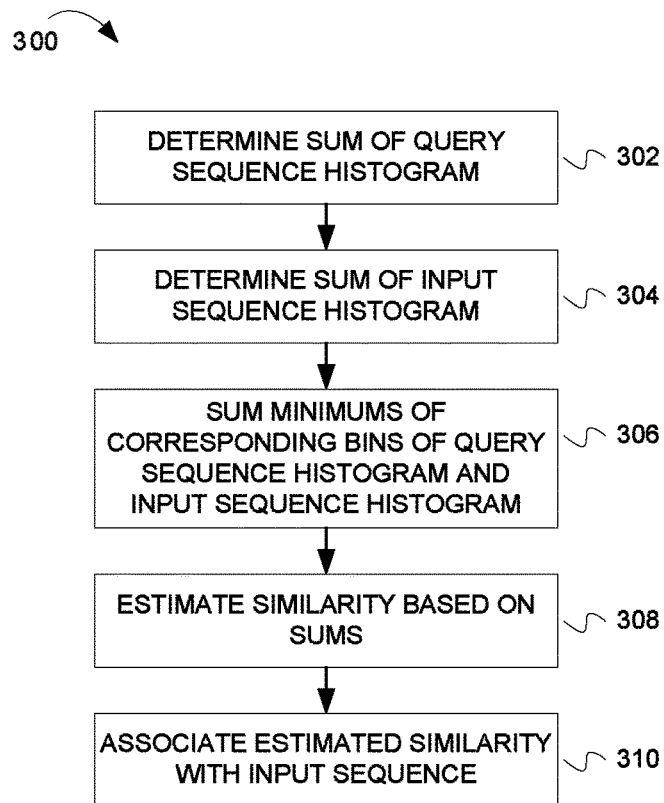 300
DETERMINE SUM OF QUERY
SEQUENCE HISTOGRAM
302
DETERMINE SUM OF INPUT
SEQUENCE HISTOGRAM
304
SUM MINIMUMS OF
CORRESPONDING BINS OF QUERY
SEQUENCE HISTOGRAM AND
INPUT SEQUENCE HISTOGRAM
306
ESTIMATE SIMILARITY BASED ON
SUMS
308
ASSOCIATE ESTIMATED SIMILARITY
WITH INPUT SEQUENCE
310